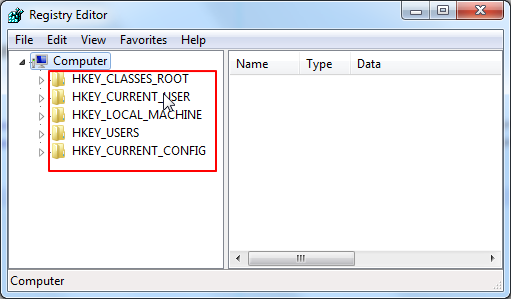 Registry Editor
File Edit View Favorites Help
Computer
HKEY_CLASSES_ROOT
HKEY_CURRENT_USER
HKEY_LOCAL_MACHINE
HKEY_USERS
HKEY_CURRENT_CONFIG
Name Type Data
Computer